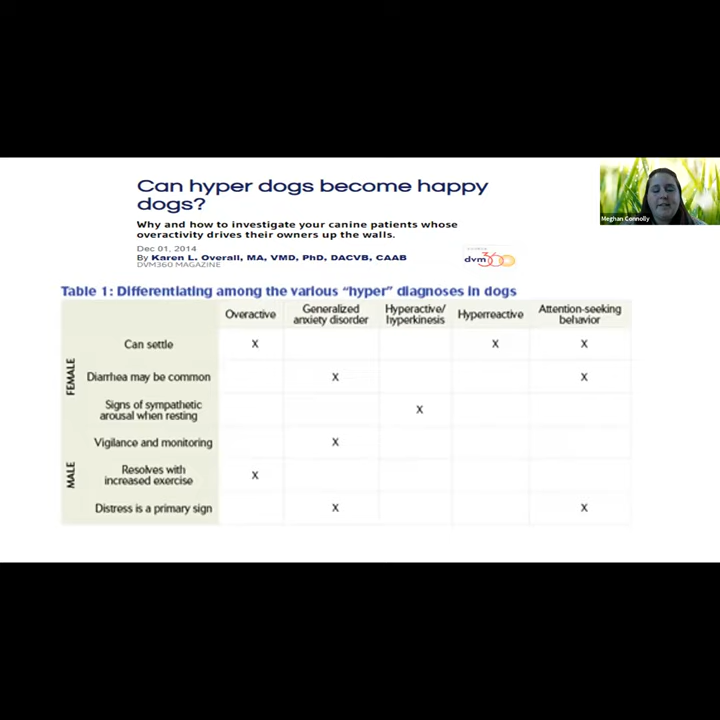 Can hyper dogs become happy
dogs?
Why and how to investigate your canine patients whose
overactivity drives their owners up the walls.
Dec 01, 2014
By Karen L. Overall, MA, VMD, PhD, DACVB, CAAB
DVM360 MAGAZINE
dvm360
Meghan Connolly
Table 1: Differentiating among the various "hyper" diagnoses in dogs
Overactive
Generalized
anxiety disorder
Hyperactive/
hyperkinesis
Hyperreactive
Attention-seeking
behavior
FEMALE
Can settle X X X
Diarrhea may be common X X
Signs of sympathetic
arousal when resting X
Vigilance and monitoring X
MALE
Resolves with
increased exercise X
Distress is a primary sign X X